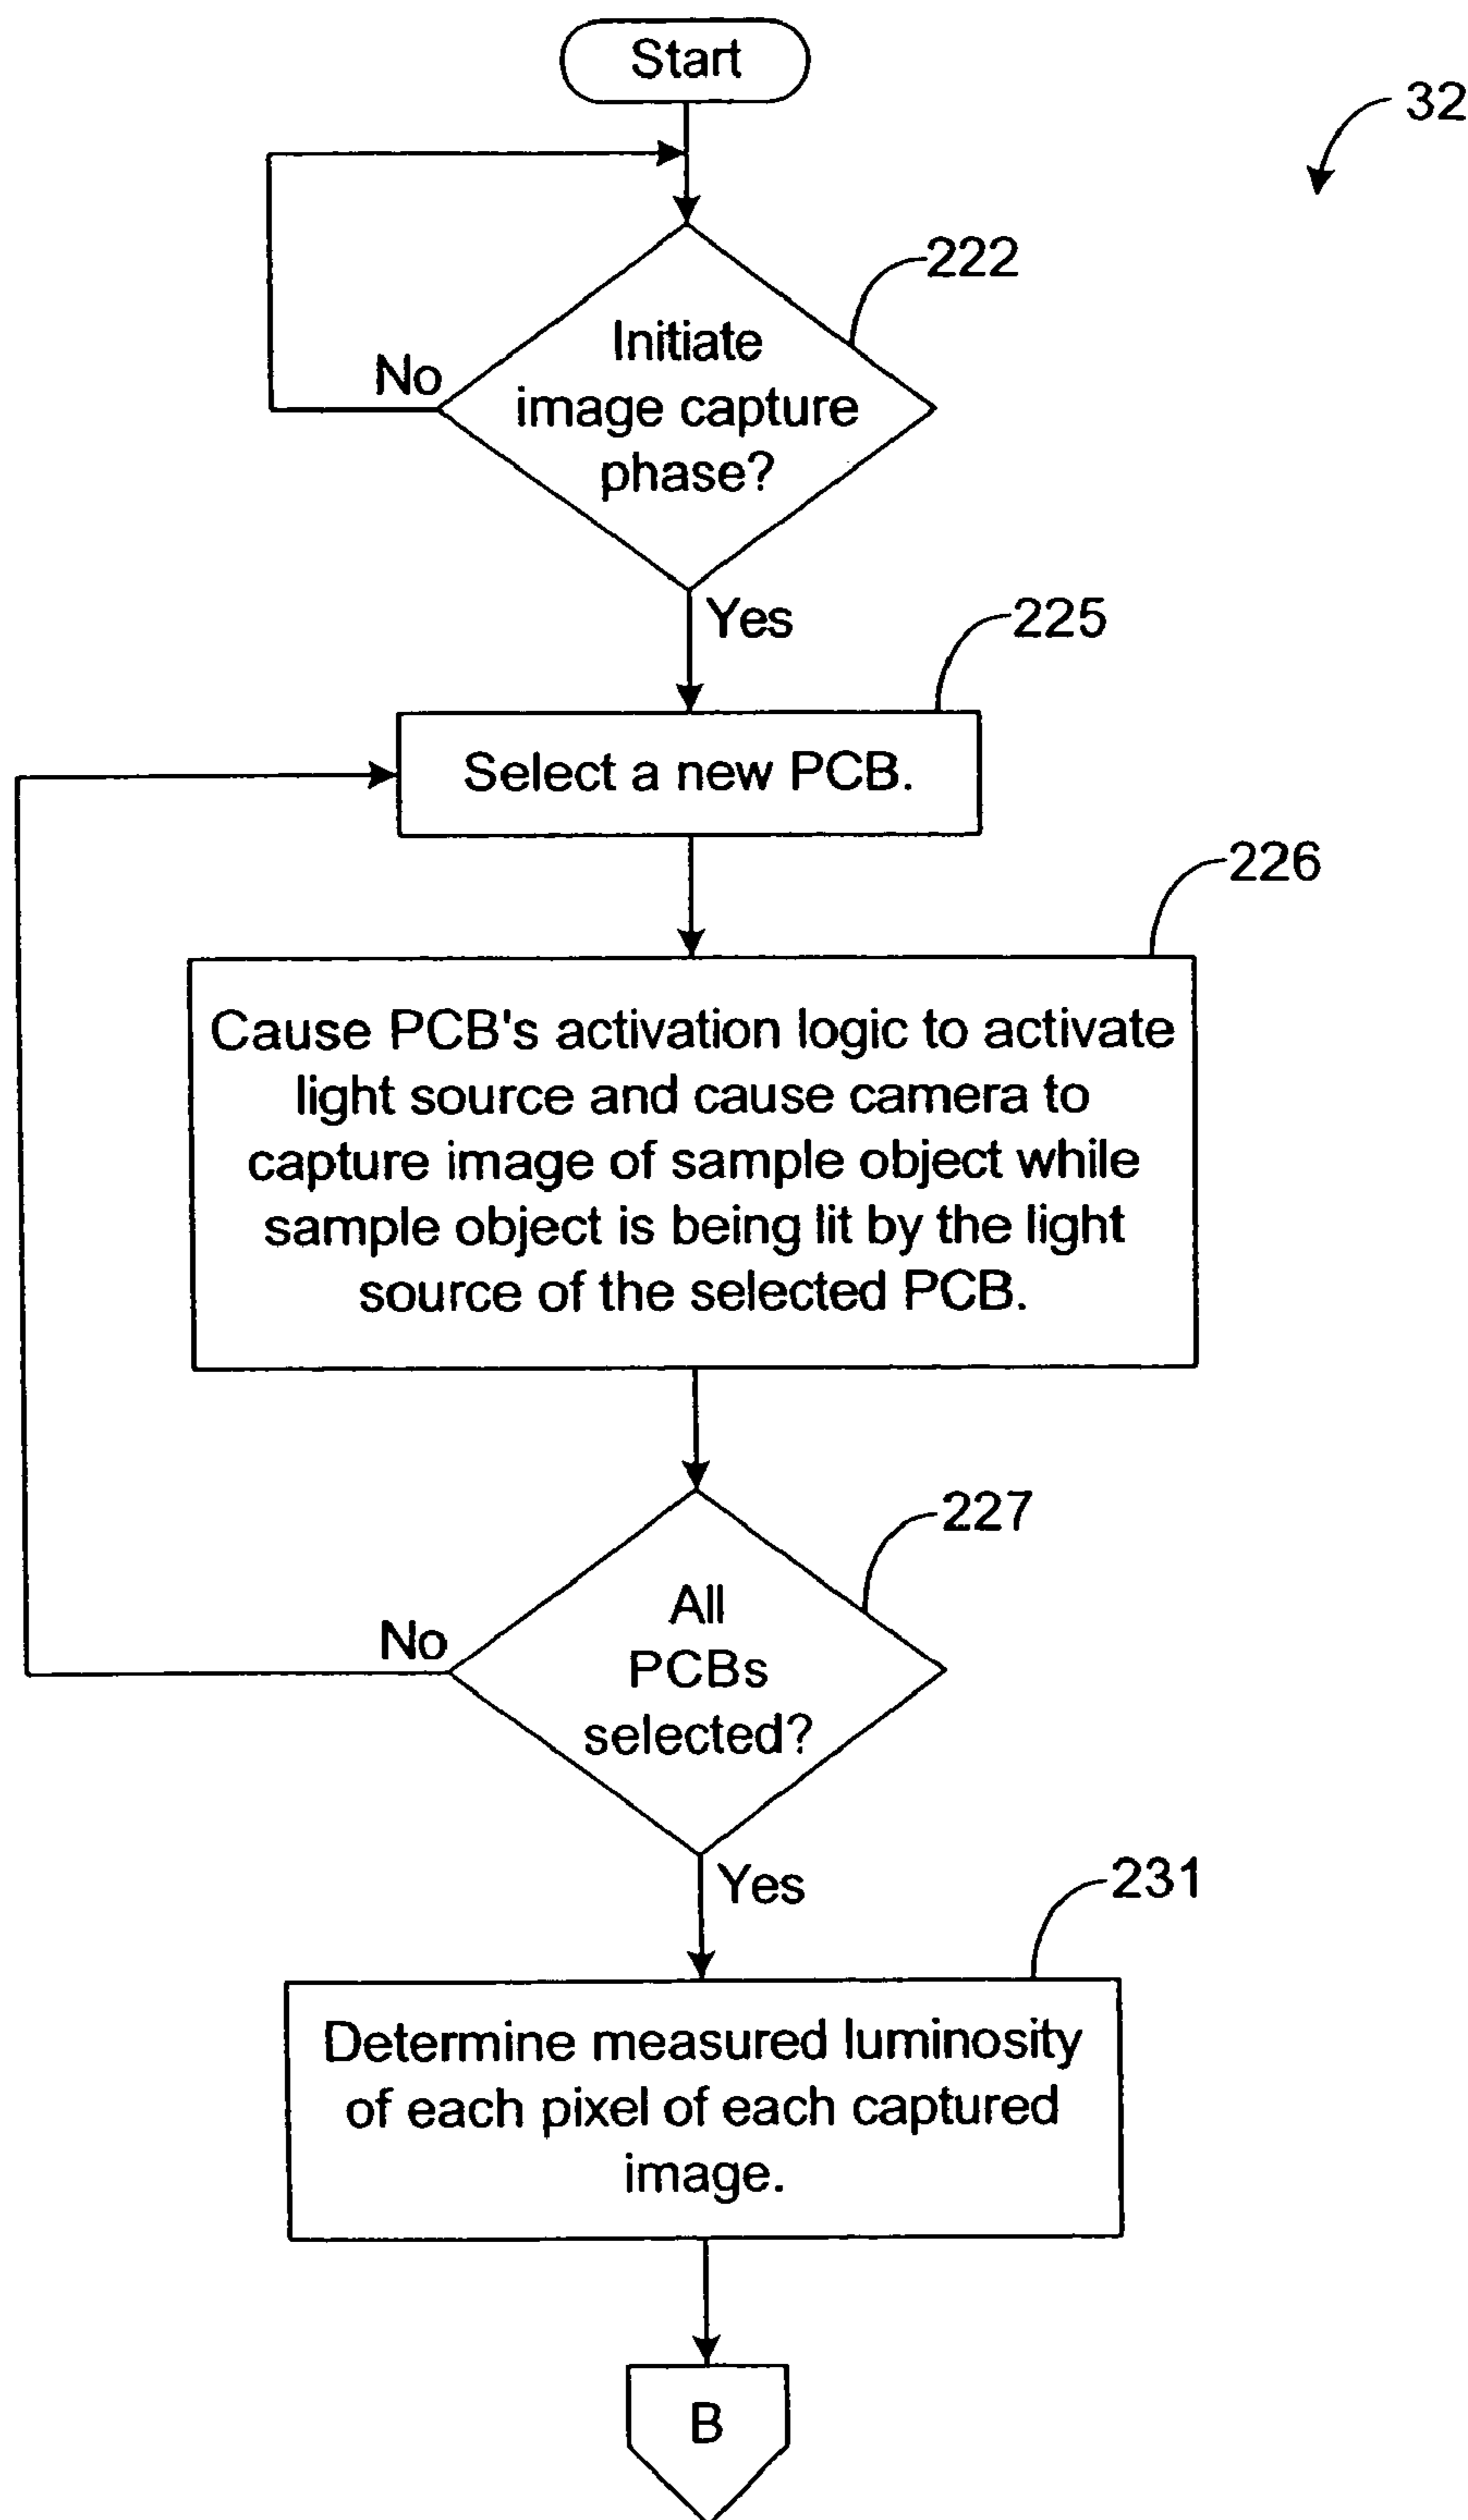 Start
32
222
Initiate
image capture
phase?
No
Yes
225
Select a new PCB.
226
Cause PCB's activation logic to activate
light source and cause camera to
capture image of sample object while
sample object is being lit by the light
source of the selected PCB.
227
All
PCBs
selected?
No
Yes
231
Determine measured luminosity
of each pixel of each captured
image.
B